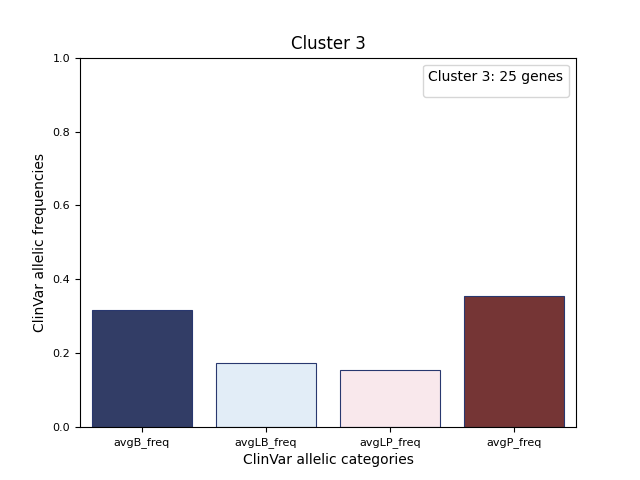 Cluster 3
Cluster 3: 25 genes
ClinVar allelic frequencies
1.0
0.8
0.6
0.4
0.2
0.0
avgB_freq avgLB_freq avgLP_freq avgP_freq
ClinVar allelic categories